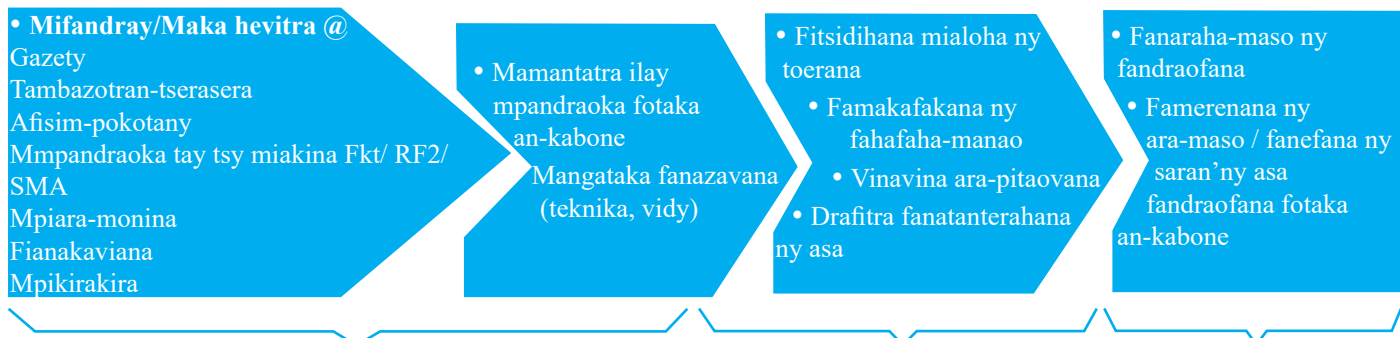 • Mifandray/Maka hevitra @
Gazety
Tambazotran-tserasera
Afisim-pokotany
Mmpandraoka tay tsy miakina Fkt/ RF2/
SMA
Mpiara-monina
Fianakaviana
Mpikirakira
• Mamantatra ilay
mpandraoka fotaka
an-kabone
Mangataka fanazavana
(teknika, vidy)
• Fitsidihana mialoha ny
toerana
• Famakafakana ny
fahafaha-manao
• Vinavina ara-pitaovana
• Drafitra fanatanterahana
ny asa
• Fanaraha-maso ny
fandraofana
• Famerenana ny
ara-maso / fanefana ny
saran’ny asa
fandraofana fotaka
an-kabone